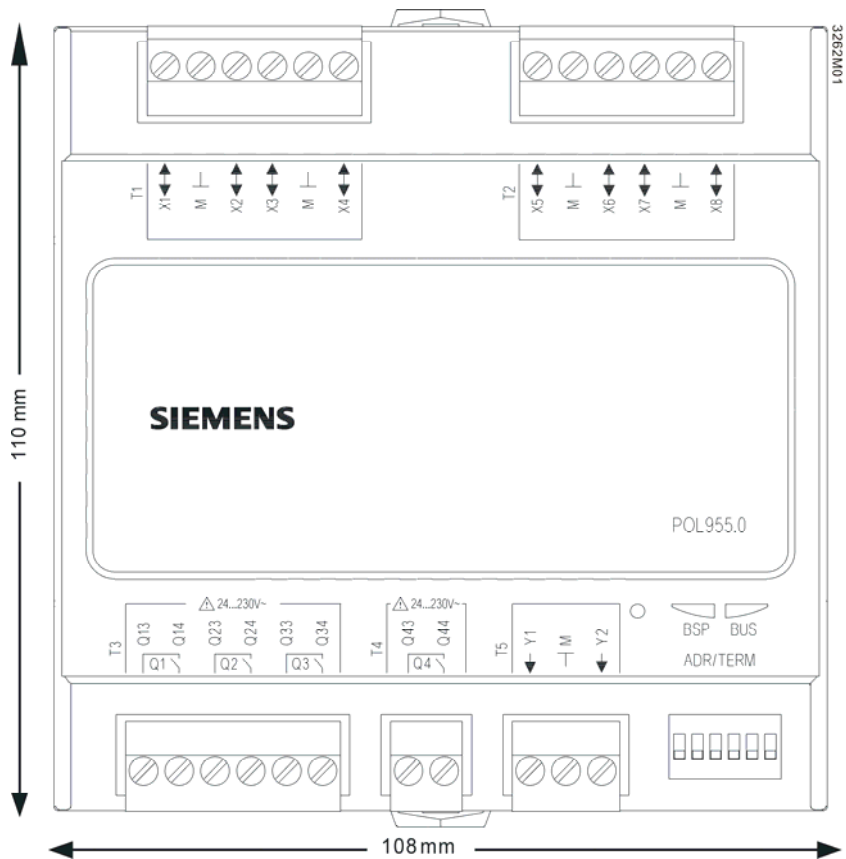 3262M01
T1 X1 M X2 X3 M X4
T2 X5 M X6 X7 M X8
110 mm
SIEMENS
POL955.0
24...230V~
24...230V~
T3 Q13 Q14 Q23 Q24 Q33 Q34
T4 Q43 Q44
T5 Y1 M Y2
BSP BUS
Q1 Q2 Q3 Q4
ADR/TERM
108mm